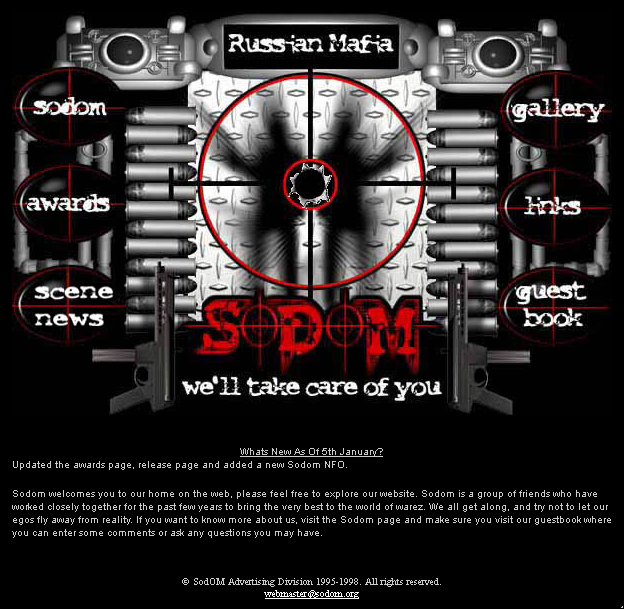 Russian Mafia
sodom
gallery
awards
links
scene
news
guest
book
SODOM
we'll take care of you
Whats New As Of 5th January?
Updated the awards page, release page and added a new Sodom NFO.
Sodom welcomes you to our home on the web, please feel free to explore our website. Sodom is a group of friends who have
worked closely together for the past few years to bring the very best to the world of warez. We all get along, and try not to let our
egos fly away from reality. If you want to know more about us, visit the Sodom page and make sure you visit our guestbook where
you can enter some comments or ask any questions you may have.
© SodOM Advertising Division 1995-1998. All rights reserved.
webmaster@sodom.org